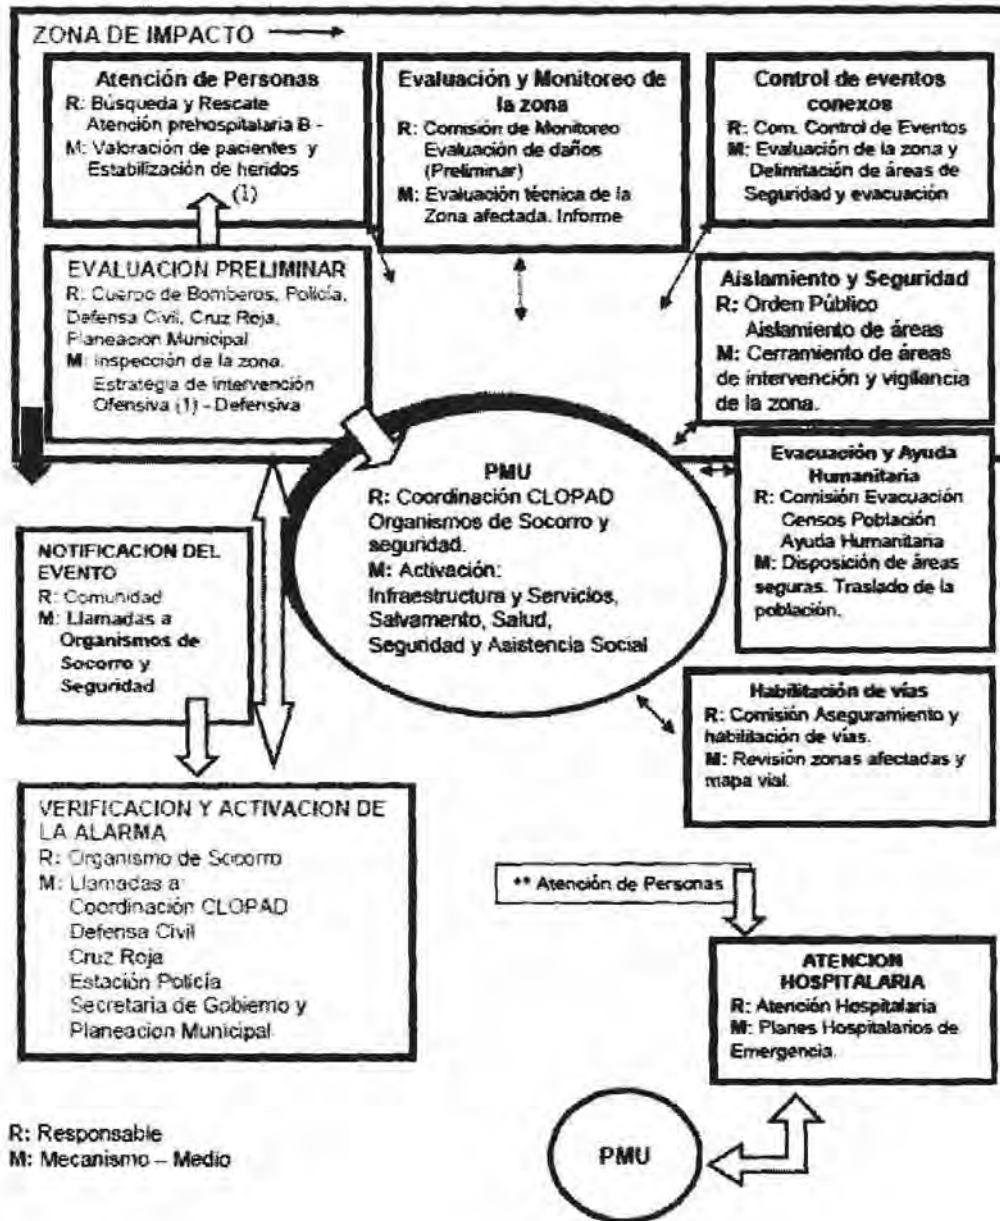 ZONA DE IMPACTO
Atención de Personas
R: Búsqueda y Rescate
Atención prehospitalaria B -
M: Valoración de pacientes y
Estabilización de heridos
(1)
Evaluación y Monitoreo de
la zona
R: Comisión de Monitoreo
Evaluación de daños
(Preliminar)
M: Evaluación técnica de la
Zona afectada. Informe
Control de eventos
conexos
R: Com. Control de Eventos
M: Evaluación de la zona y
Delimitación de áreas de
Seguridad y evacuación
EVALUACION PRELIMINAR
R: Cuerpo de Bomberos, Policía,
Defensa Civil, Cruz Roja,
Planeacion Municipal
M: Inspección de la zona.
Estrategia de intervención
Ofensiva (1) - Defensiva
Aislamiento y Seguridad
R: Orden Público
Aislamiento de áreas
M: Cerramiento de áreas
de intervención y vigilancia
de la zona.
PMU
R: Coordinación CLOPAD
Organismos de Socorro y
seguridad.
M: Activación:
Infraestructura y Servicios,
Salvamento, Salud,
Seguridad y Asistencia Social
Evacuación y Ayuda
Humanitaria
R: Comisión Evacuación
Censos Población
Ayuda Humanitaria
M: Disposición de áreas
seguras. Traslado de la
población.
NOTIFICACION DEL
EVENTO
R: Comunidad
M: Llamadas a
Organismos de
Socorro y
Seguridad
Habilitación de vías
R: Comisión Aseguramiento y
habilitación de vías.
M: Revisión zonas afectadas y
mapa vial.
VERIFICACION Y ACTIVACION DE
LA ALARMA
R: Organismo de Socorro
M: Llamadas a
Coordinación CLOPAD
Defensa Civil
Cruz Roja
Estación Policía
Secretaria de Gobierno y
Planeacion Municipal
** Atención de Personas
ATENCION
HOSPITALARIA
R: Atención Hospitalaria
M: Planes Hospitalarios de
Emergencia.
PMU
R: Responsable
M: Mecanismo – Medio